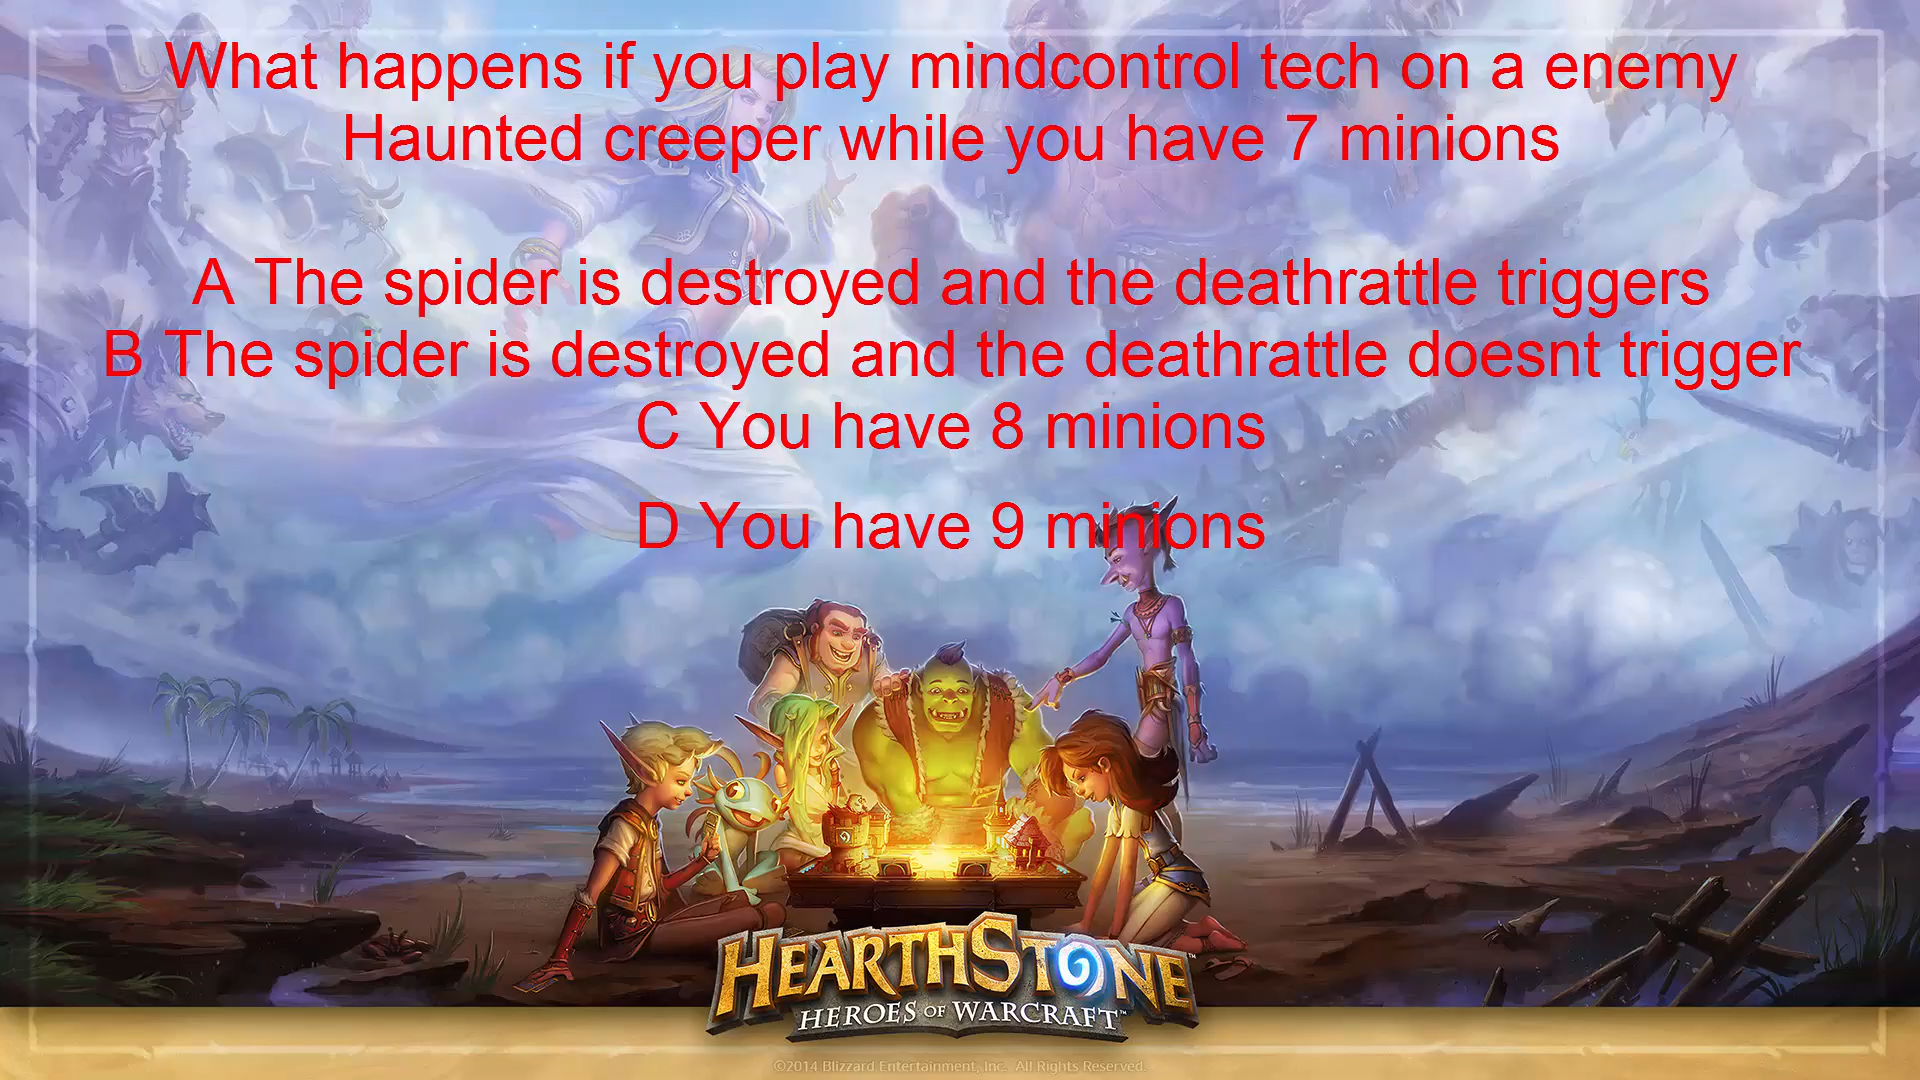 What happens if you play mindcontrol tech on a enemy
Haunted creeper while you have 7 minions
A The spider is destroyed and the deathrattle triggers
B The spider is destroyed and the deathrattle doesnt trigger
C You have 8 minions
D You have 9 minions
HEARTHSTONE™
HEROES OF WARCRAFT™
©2014 Blizzard Entertainment, Inc. All Rights Reserved.